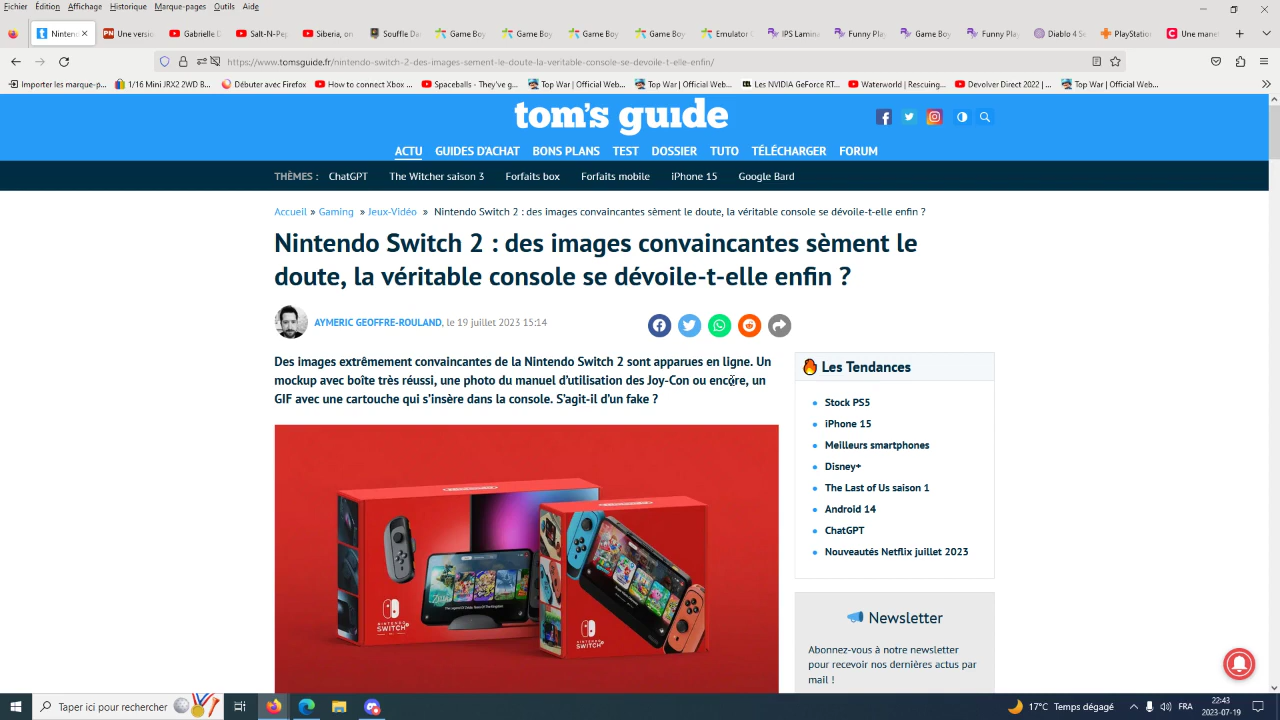 Fichier Édition Affichage Historique Marque-pages Outils Aide
Ninten Une versio Gabrielle D Salt-N-Pep Siberia, on Souffle Da Game Boy Game Boy Game Boy Game Boy Emulator IPS Lamina Funny Play Game Boy Funny Play Diablo 4 Se PlayStation Une mane
https://www.tomsguide.fr/nintendo-switch-2-des-images-sement-le-doute-la-veritable-console-se-devoile-t-elle-enfin/
Importer les marque-p... 1/16 Mini JRX2 2WD B... Débuter avec Firefox How to connect Xbox ... Spaceballs - They've g... Top War | Official Web... Top War | Official Web... Les NVIDIA GeForce RT... Waterworld | Rescuing... Devolver Direct 2022 | ... Top War | Official Web...
tom's guide
ACTU GUIDES D'ACHAT BONS PLANS TEST DOSSIER TUTO TÉLÉCHARGER FORUM
THÈMES : ChatGPT The Witcher saison 3 Forfaits box Forfaits mobile iPhone 15 Google Bard
Accueil » Gaming » Jeux-Vidéo » Nintendo Switch 2 : des images convaincantes sèment le doute, la véritable console se dévoile-t-elle enfin ?
Nintendo Switch 2 : des images convaincantes sèment le
doute, la véritable console se dévoile-t-elle enfin ?
AYMERIC GEOFFRE-ROULAND, le 19 juillet 2023 15:14
Des images extrêmement convaincantes de la Nintendo Switch 2 sont apparues en ligne. Un
mockup avec boîte très réussi, une photo du manuel d'utilisation des Joy-Con ou encore, un
GIF avec une cartouche qui s'insère dans la console. S'agit-il d'un fake ?
NINTENDO
SWITCH
NINTENDO
SWITCH
Les Tendances
Stock PS5
iPhone 15
Meilleurs smartphones
Disney+
The Last of Us saison 1
Android 14
ChatGPT
Nouveautés Netflix juillet 2023
Newsletter
Abonnez-vous à notre newsletter
pour recevoir nos dernières actus par
mail !
Taper ici pour rechercher
17°C Temps dégagé
FRA
22:43
2023-07-19